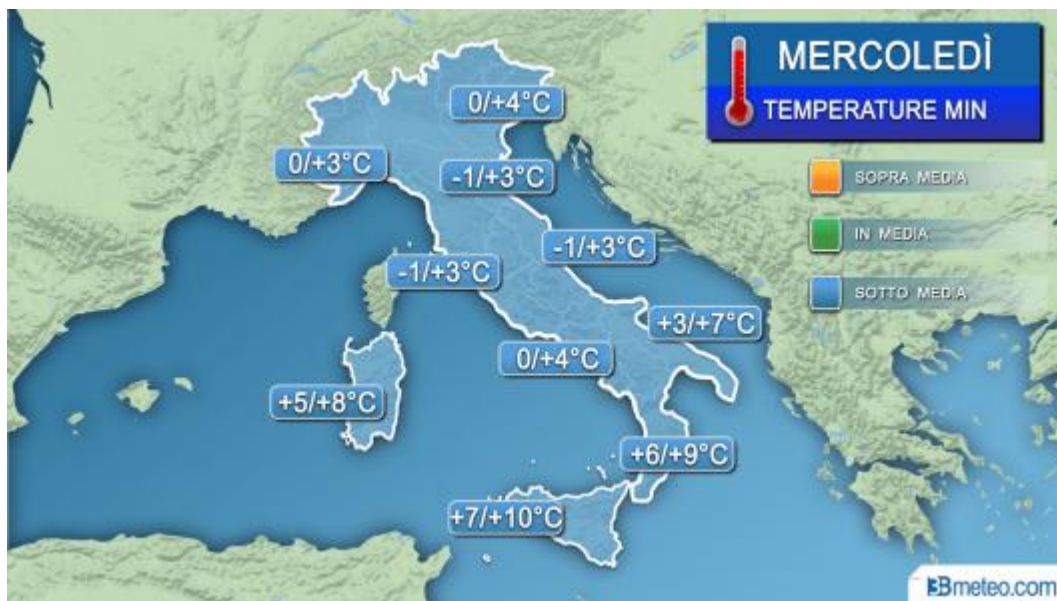 MERCOLEDÌ
TEMPERATURE MIN
0/+4°C
0/+3°C
-1/+3°C
SOPRA MEDIA
IN MEDIA
-1/+3°C
-1/+3°C
SOTTO MEDIA
+3/+7°C
0/+4°C
+5/+8°C
+6/+9°C
+7/+10°C
3Bmeteo.com